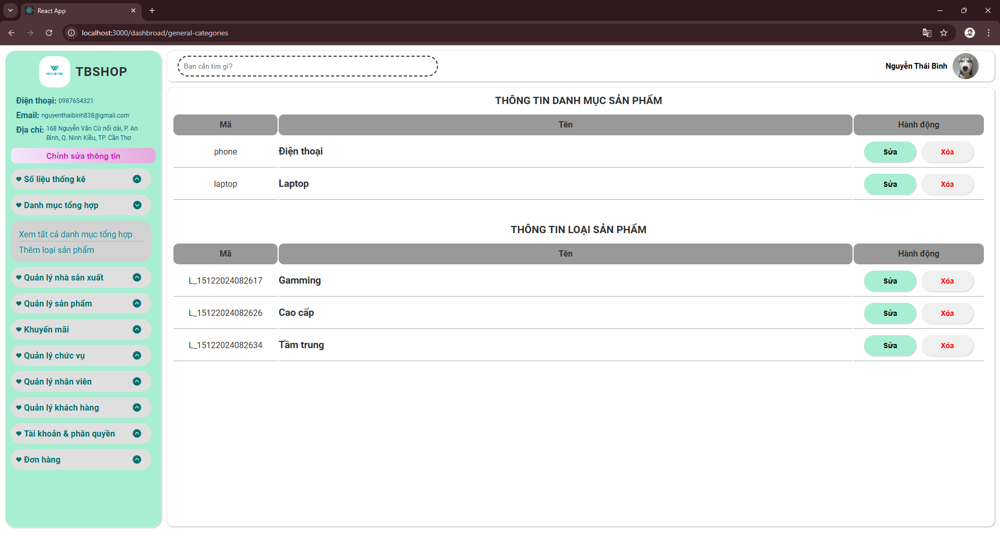 React App
localhost:3000/dashbroad/general-categories
TBSHOP
Điện thoại: 0987654321
Email: nguyenthaibinh838@gmail.com
Địa chỉ: 168 Nguyễn Văn Cừ nối dài, P. An
Bình, Q. Ninh Kiều, TP. Cần Thơ
Chỉnh sửa thông tin
Số liệu thống kê
Danh mục tổng hợp
Xem tất cả danh mục tổng hợp
Thêm loại sản phẩm
Quản lý nhà sản xuất
Quản lý sản phẩm
Khuyến mãi
Quản lý chức vụ
Quản lý nhân viên
Quản lý khách hàng
Tài khoản & phân quyền
Đơn hàng
Bạn cần tìm gì?
Nguyễn Thái Bình
THÔNG TIN DANH MỤC SẢN PHẨM
Mã Tên Hành động
phone Điện thoại Sửa Xóa
laptop Laptop Sửa Xóa
THÔNG TIN LOẠI SẢN PHẨM
Mã Tên Hành động
L_15122024082617 Gamming Sửa Xóa
L_15122024082626 Cao cấp Sửa Xóa
L_15122024082634 Tầm trung Sửa Xóa